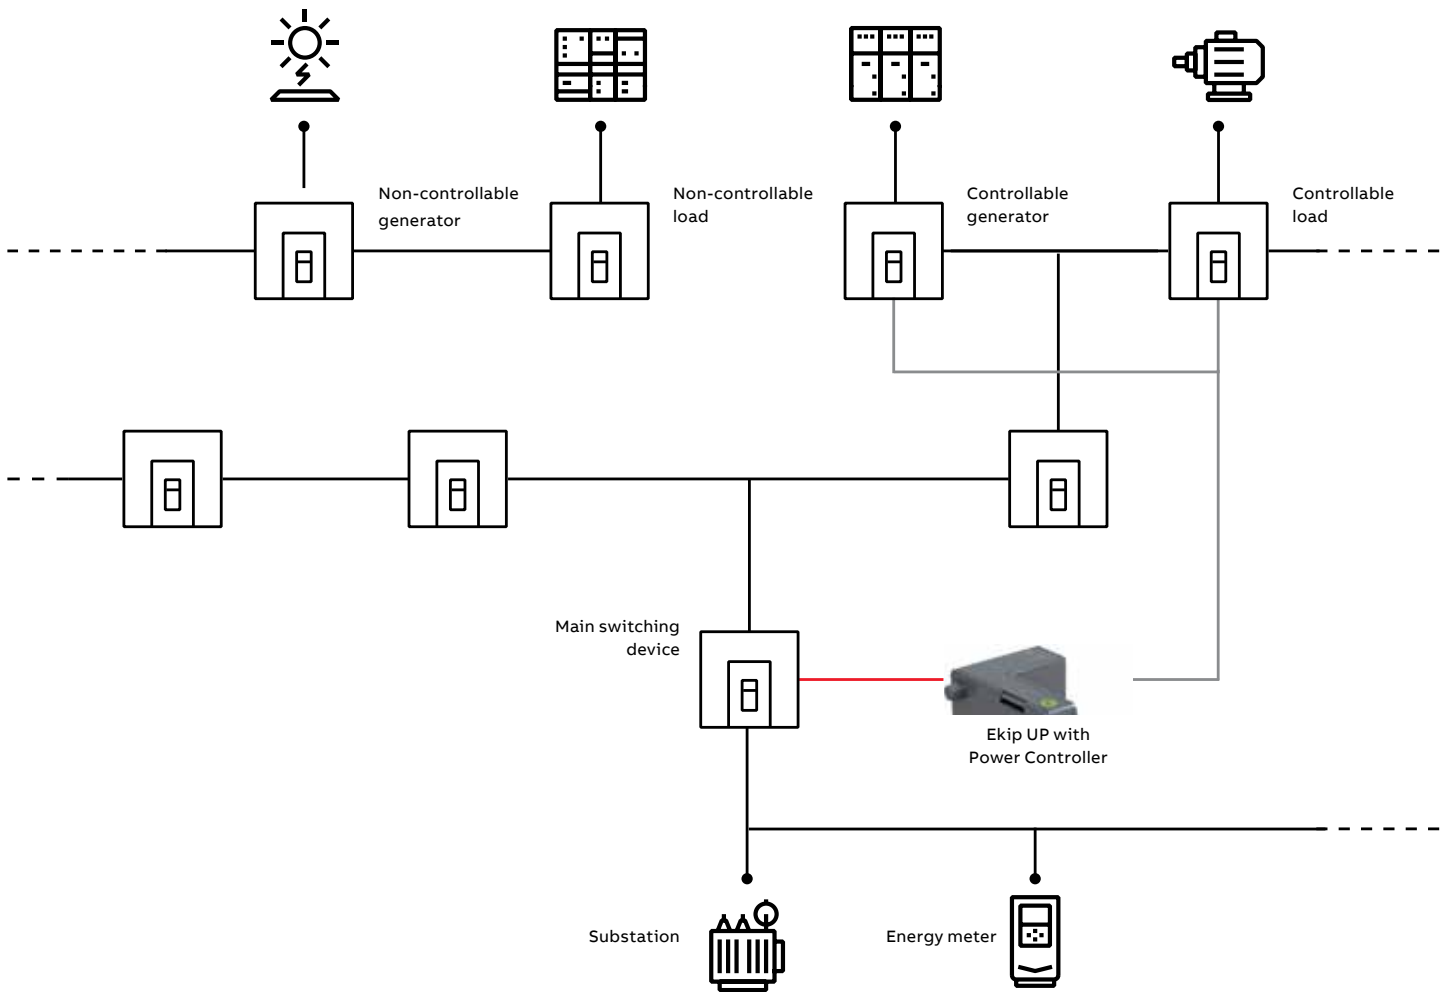 Non-controllable
generator
Non-controllable
load
Controllable
generator
Controllable
load
Main switching
device
Ekip UP with
Power Controller
Substation
Energy meter